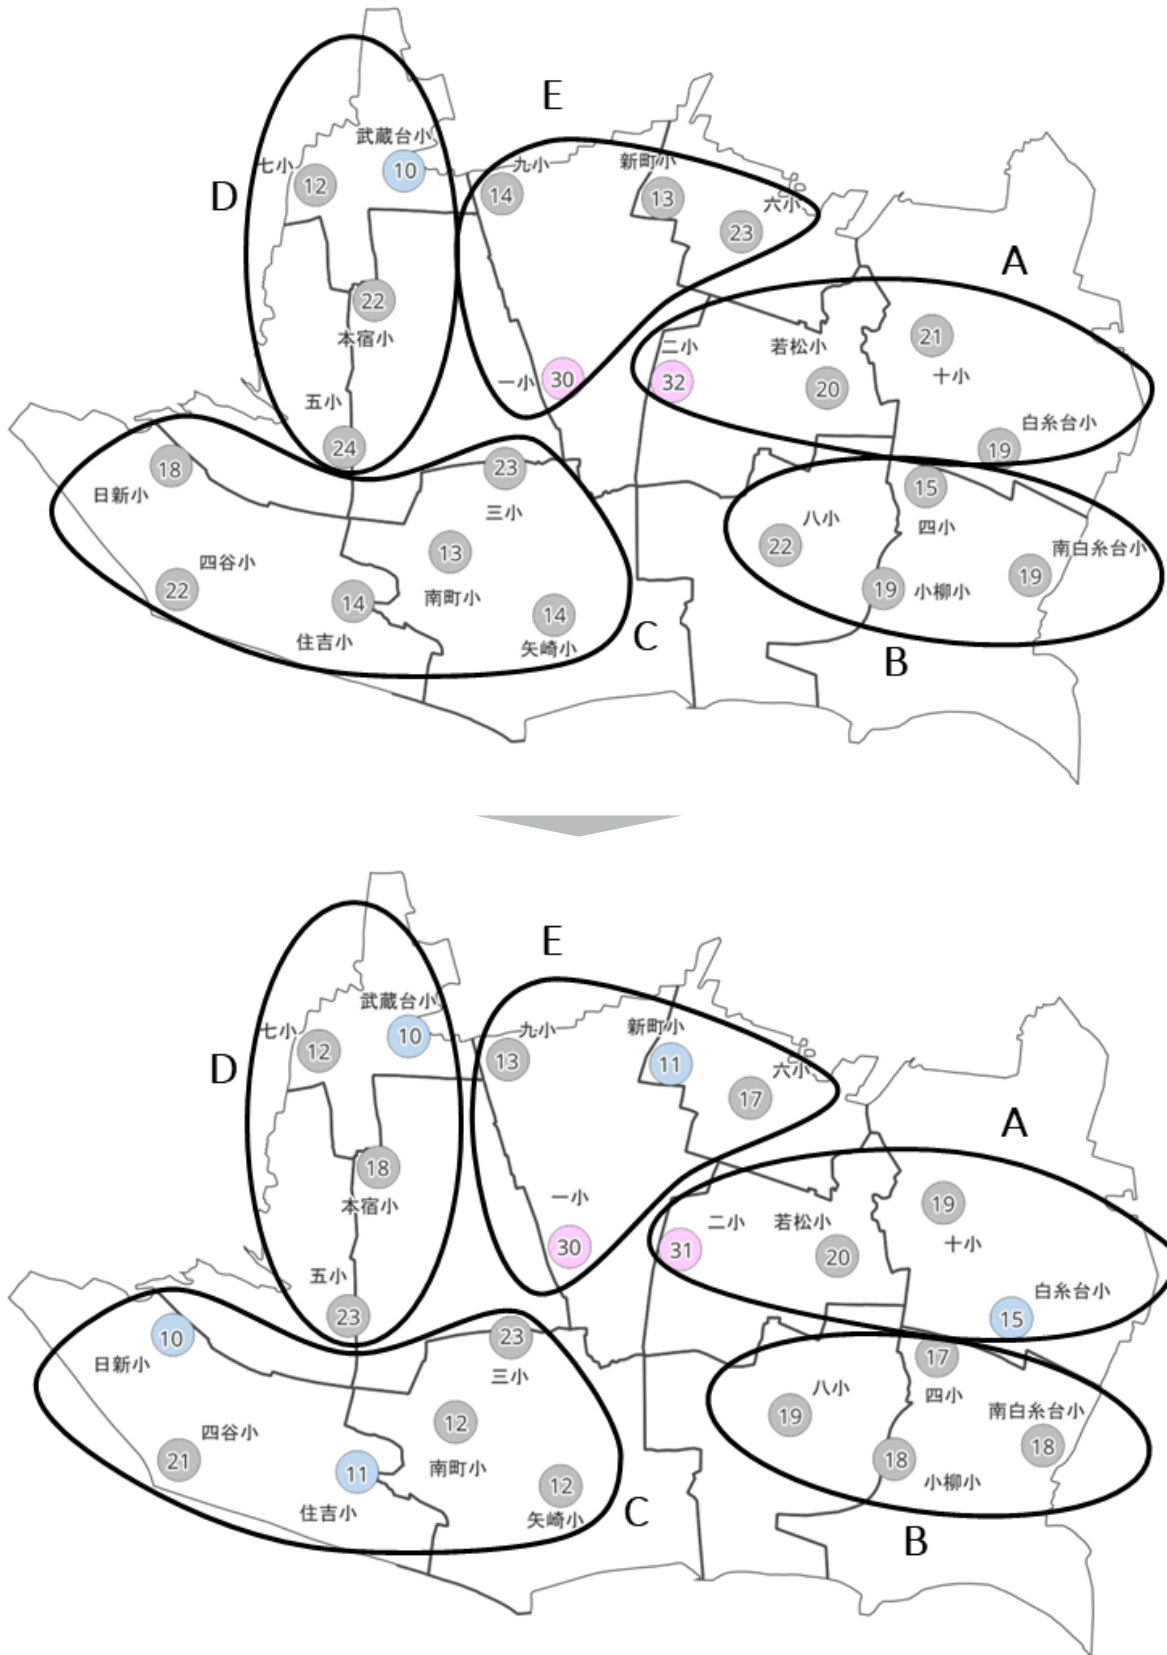 E
武蔵台小
10
七小
12
D
九小
14
新町小
13
六小
23
A
22
本宿小
二小
32
若松小
20
21
十小
一小
30
五小
24
白糸台小
19
18
日新小
23
三小
15
四小
八小
22
南白糸台小
19
四谷小
22
13
南町小
14
住吉小
19
小柳小
14
矢崎小
C
B
E
武蔵台小
10
七小
12
D
九小
13
新町小
11
六小
17
A
18
本宿小
一小
30
二小
31
若松小
20
19
十小
五小
23
白糸台小
15
10
日新小
23
三小
17
四小
八小
19
南白糸台小
18
四谷小
21
12
南町小
11
住吉小
18
小柳小
12
矢崎小
C
B